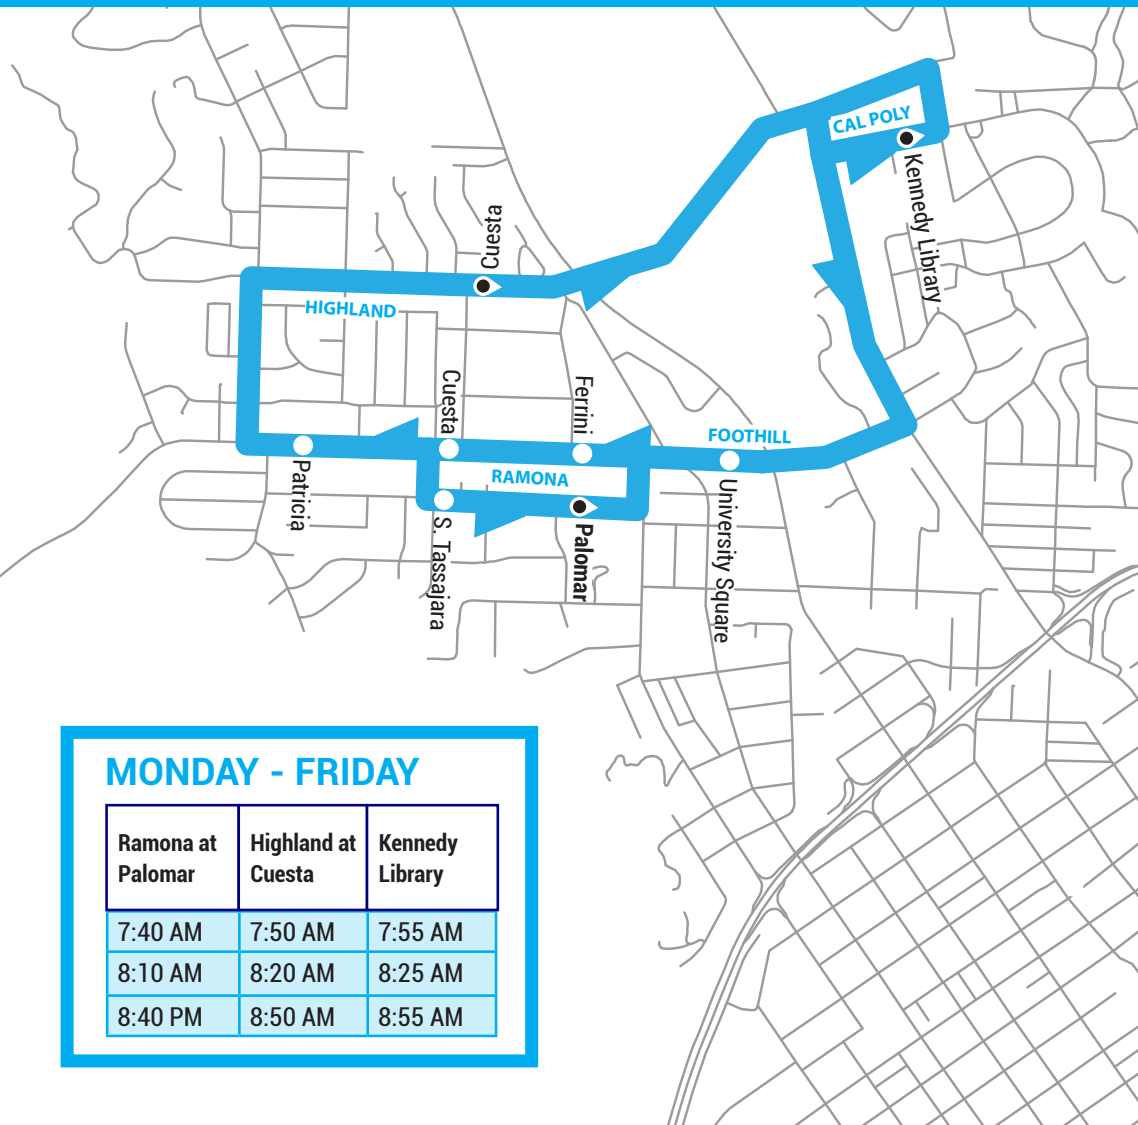 CAL POLY
Kennedy Library
Cuesta
HIGHLAND
Cuesta
Ferrini
FOOTHILL
RAMONA
Patricia
S. Tassajara
Palomar
University Square
MONDAY - FRIDAY
Ramona at Palomar
Highland at Cuesta
Kennedy Library
7:40 AM 7:50 AM 7:55 AM
8:10 AM 8:20 AM 8:25 AM
8:40 PM 8:50 AM 8:55 AM